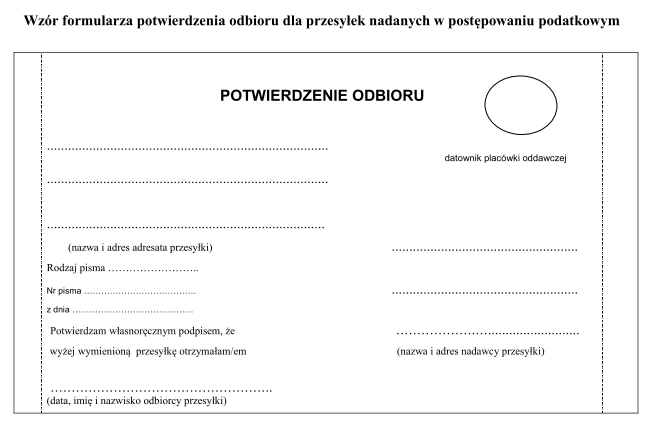 Wzór formularza potwierdzenia odbioru dla przesyłek nadanych w postępowaniu podatkowym
POTWIERDZENIE ODBIORU
datownik placówki oddawczej
................................................................................
................................................................................
...............................................................................
(nazwa i adres adresata przesyłki)
.....................................................
Rodzaj pisma ……………………..
Nr pisma .....................................
.....................................................
z dnia ........................................
Potwierdzam własnoręcznym podpisem, że
…………………..........................
wyżej wymienioną przesyłkę otrzymałam/em
(nazwa i adres nadawcy przesyłki)
……………………………………………..
(data, imię i nazwisko odbiorcy przesyłki)